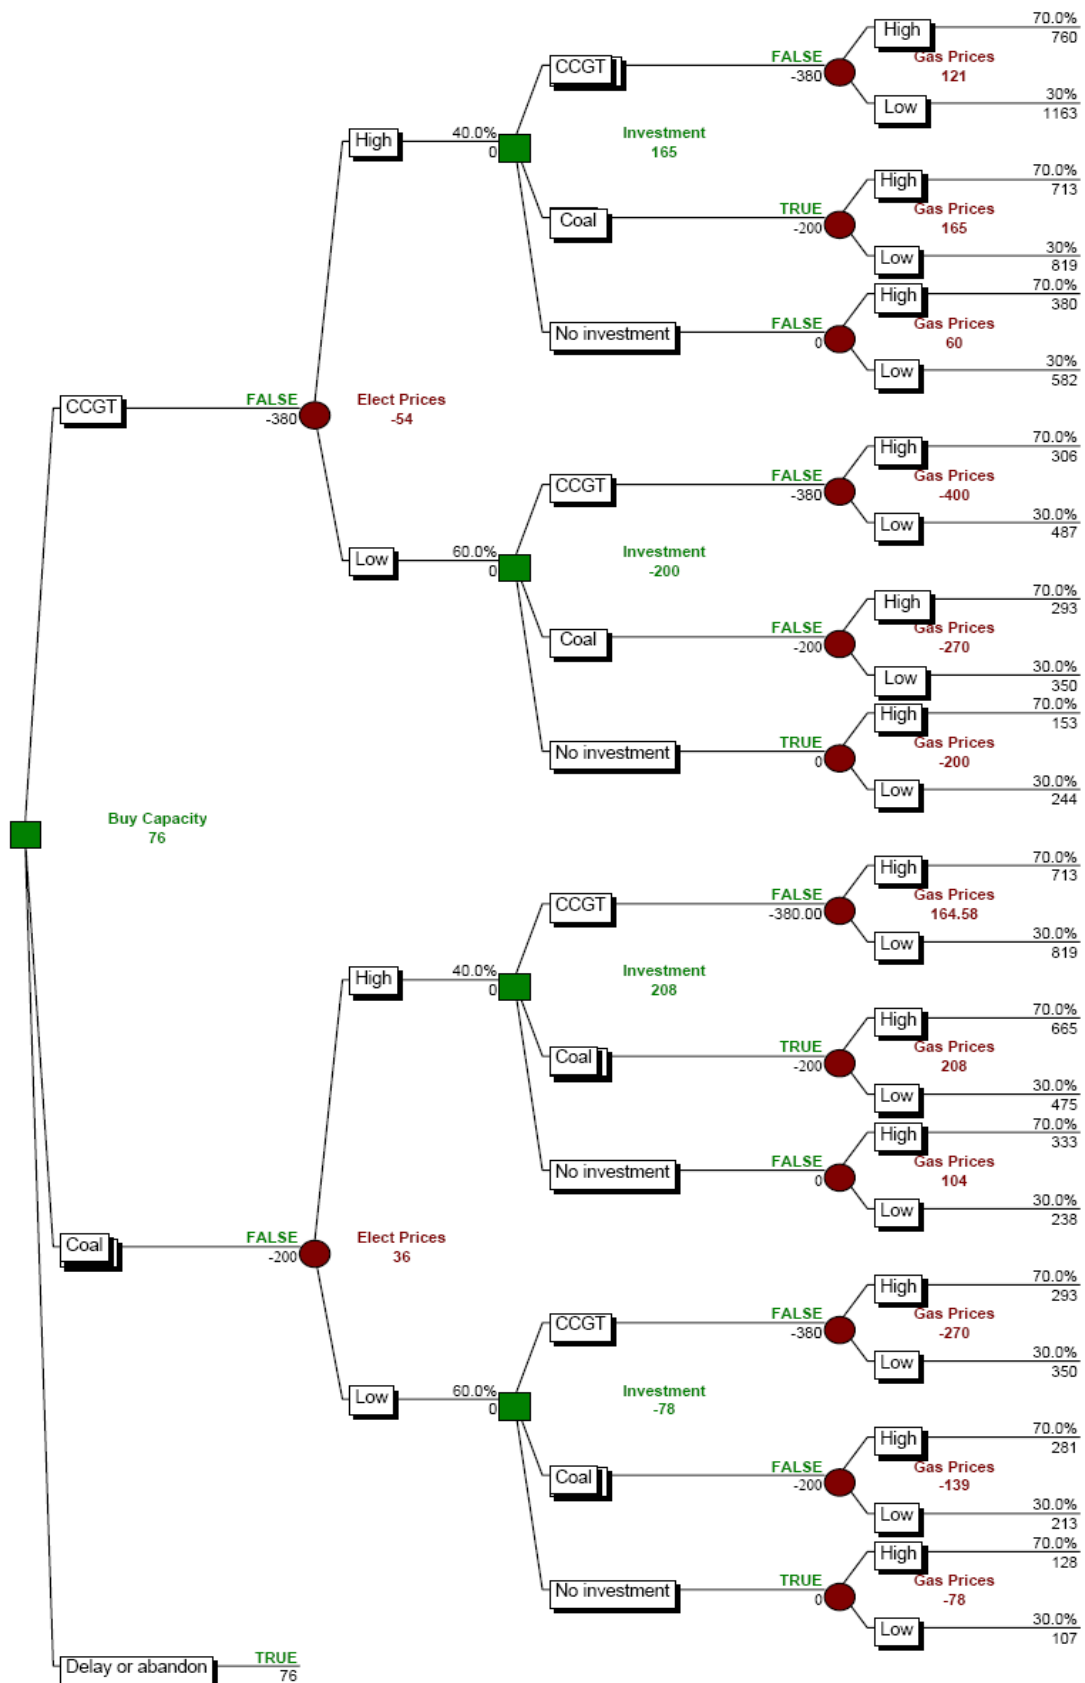 70.0%
High
760
FALSE
Gas Prices
CCGT
-380
121
30%
Low
1163
High
40.0%
0
Investment
165
70.0%
High
713
TRUE
Gas Prices
Coal
-200
165
30%
Low
819
70.0%
High
380
FALSE
Gas Prices
No investment
0
60
30%
Low
582
CCGT
FALSE
-380
Elect Prices
-54
70.0%
High
306
FALSE
Gas Prices
CCGT
-380
-400
30.0%
Low
487
Low
60.0%
0
Investment
-200
70.0%
High
293
FALSE
Gas Prices
Coal
-200
-270
30.0%
Low
350
70.0%
High
153
TRUE
Gas Prices
No investment
0
-200
30.0%
Low
244
Buy Capacity
76
70.0%
High
713
FALSE
Gas Prices
CCGT
-380.00
164.58
30.0%
Low
819
High
40.0%
0
Investment
208
70.0%
High
665
TRUE
Gas Prices
Coal
-200
208
30.0%
Low
475
70.0%
High
333
FALSE
Gas Prices
No investment
0
104
30.0%
Low
238
Coal
FALSE
-200
Elect Prices
36
70.0%
High
293
FALSE
Gas Prices
CCGT
-380
-270
30.0%
Low
350
Low
60.0%
0
Investment
-78
70.0%
High
281
FALSE
Gas Prices
Coal
-200
-139
30.0%
Low
213
70.0%
High
128
TRUE
Gas Prices
No investment
0
-78
30.0%
Low
107
Delay or abandon
TRUE
76